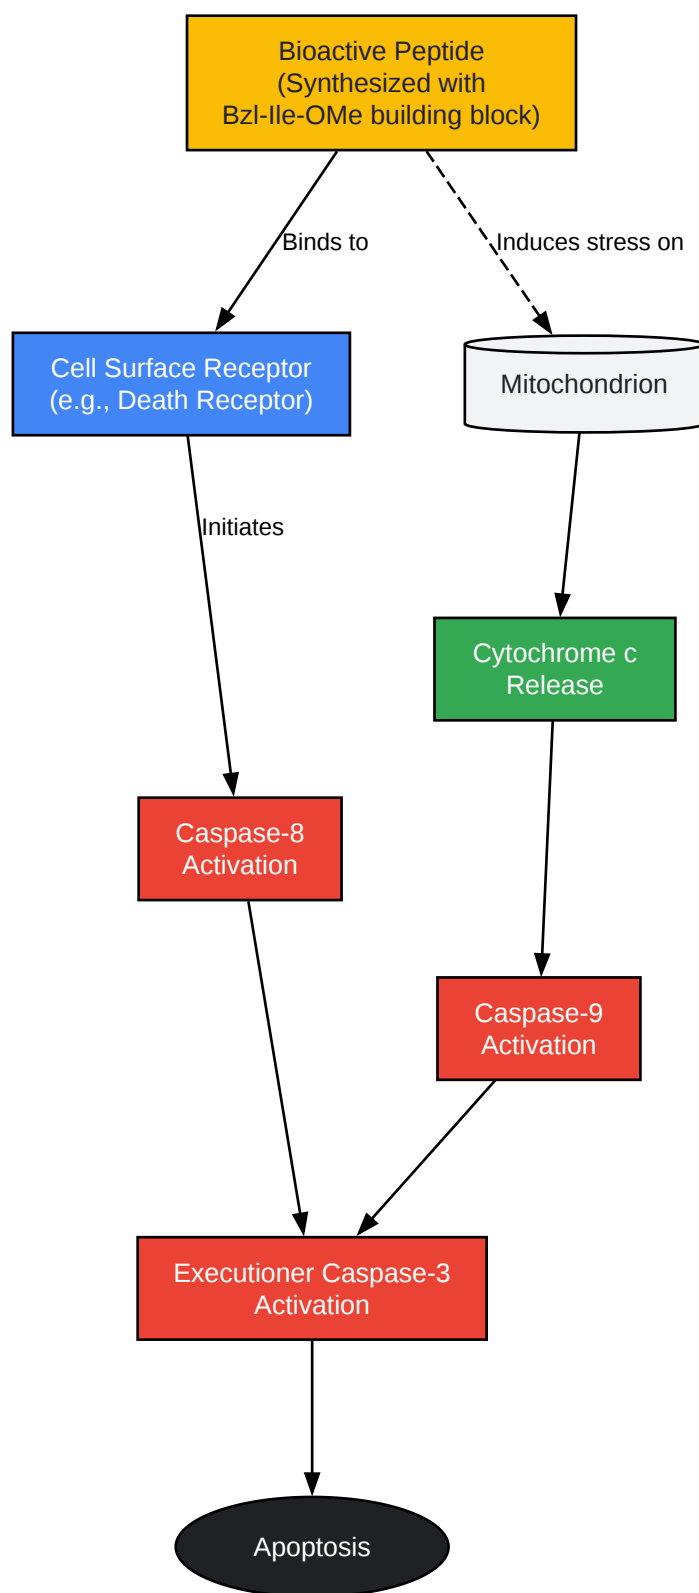 Bioactive Peptide
(Synthesized with
Bzl-Ile-OMe building block)
Binds to
Induces stress on
Cell Surface Receptor
(e.g., Death Receptor)
Mitochondrion
Initiates
Cytochrome c
Release
Caspase-8
Activation
Caspase-9
Activation
Executioner Caspase-3
Activation
Apoptosis